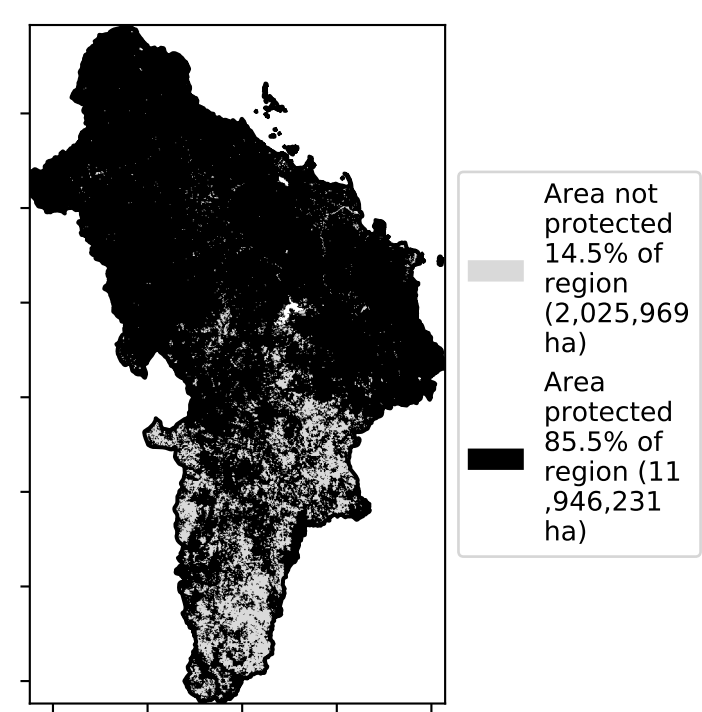 Area not
protected
14.5% of
region
(2,025,969
ha)
Area
protected
85.5% of
region (11
,946,231
ha)